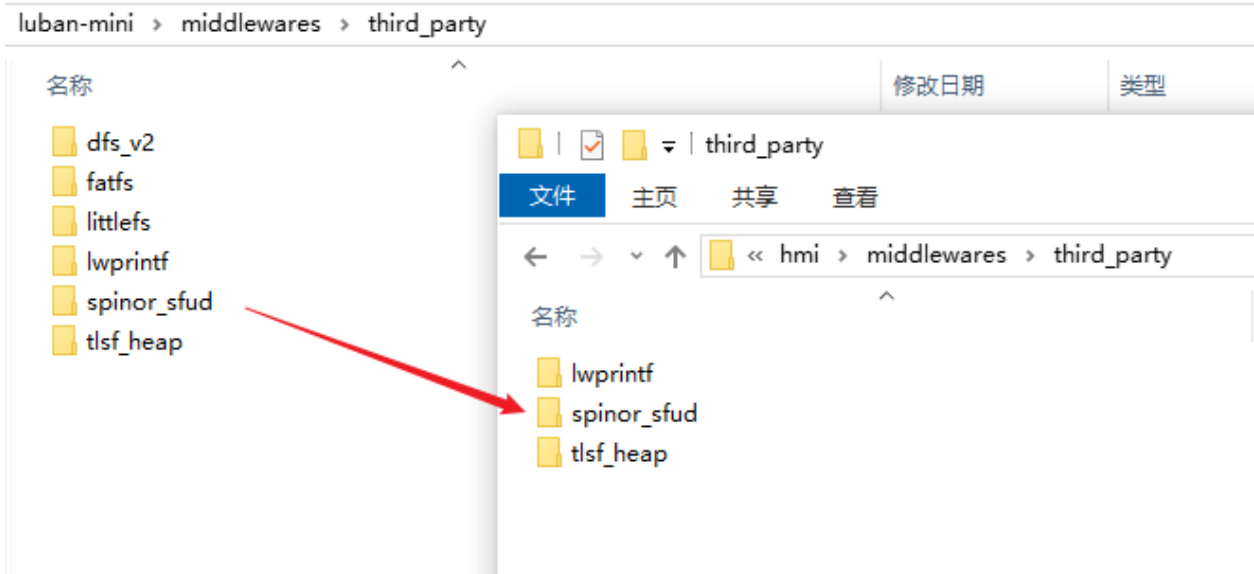 luban-mini > middlewares > third_party
名称
修改日期
类型
dfs_v2
fatfs
littlefs
lwprintf
spinor_sfud
tlsf_heap
third_party
文件 主页 共享 查看
« hmi > middlewares > third_party
名称
lwprintf
spinor_sfud
tlsf_heap